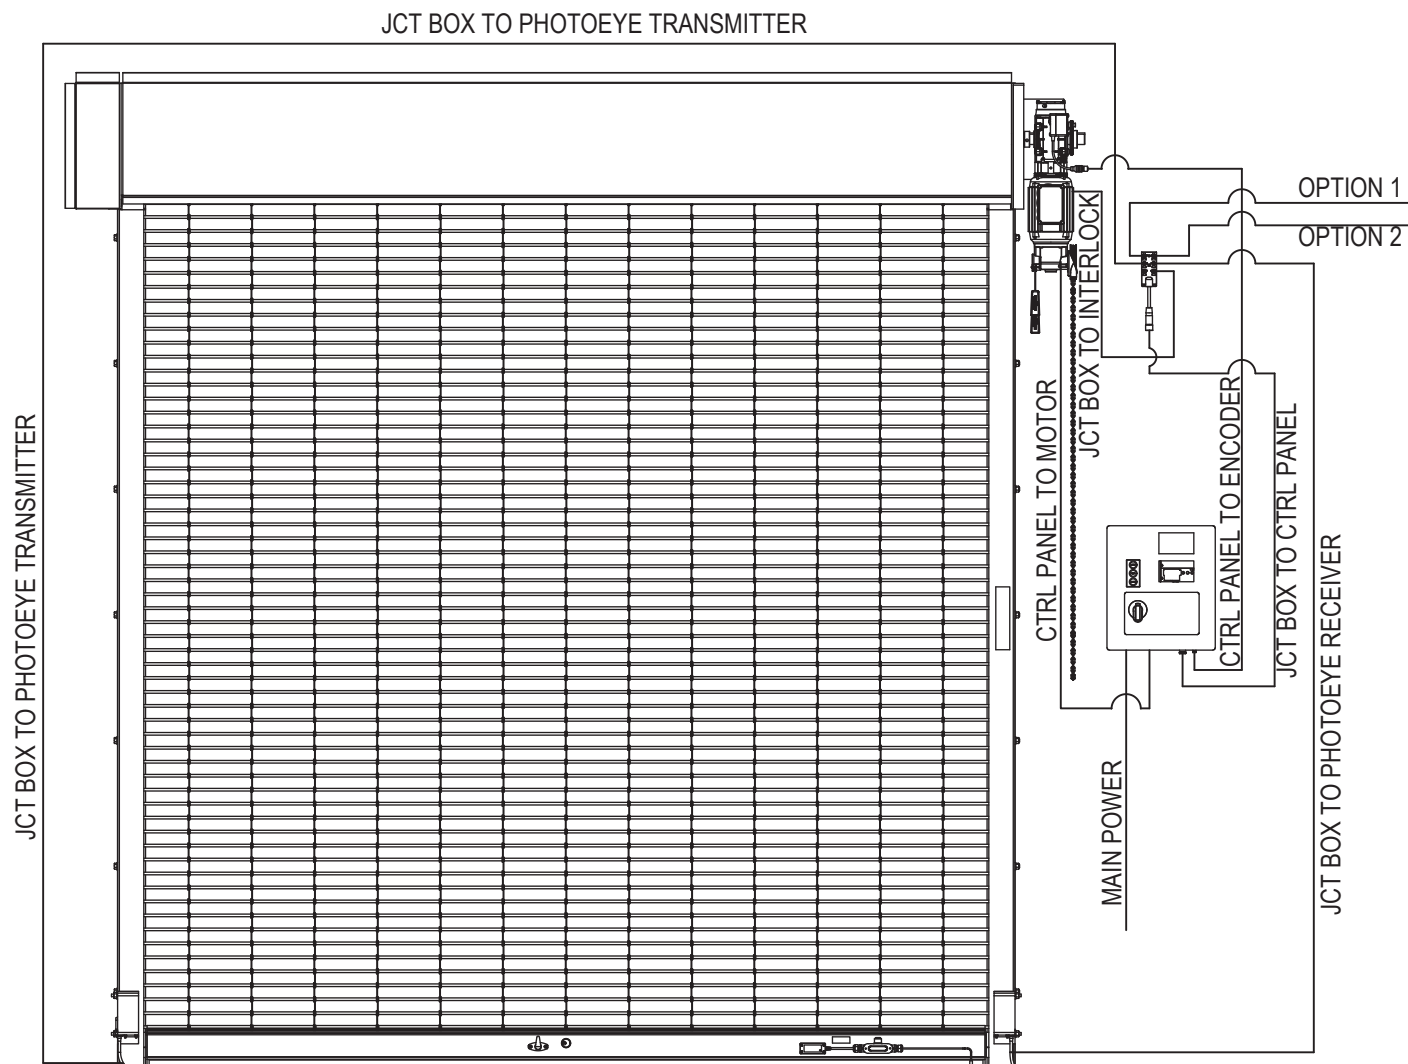 JCT BOX TO PHOTOEYE TRANSMITTER
OPTION 1
OPTION 2
JCT BOX TO INTERLOCK
CTRL PANEL TO MOTOR
CTRL PANEL TO ENCODER
JCT BOX TO CTRL PANEL
JCT BOX TO PHOTOEYE TRANSMITTER
JCT BOX TO PHOTOEYE RECEIVER
MAIN POWER